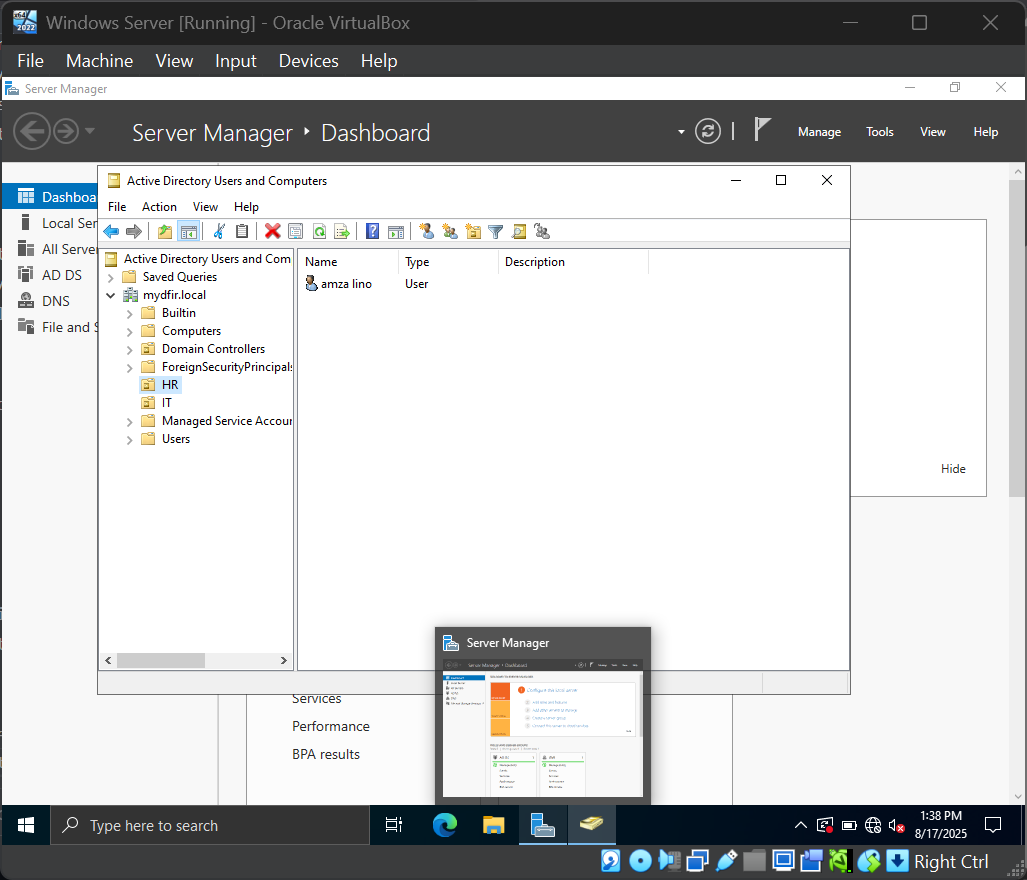 x64
2022
Windows Server [Running] - Oracle VirtualBox
File Machine View Input Devices Help
Server Manager
Server Manager Dashboard
Manage Tools View Help
Dashboa
Local Ser
All Server
AD DS
DNS
File and S
Active Directory Users and Computers
File Action View Help
Active Directory Users and Com
Saved Queries
mydfir.local
Builtin
Computers
Domain Controllers
ForeignSecurityPrincipals
HR
IT
Managed Service Accour
Users
Name Type Description
amza lino User
Hide
Server Manager
Services
Performance
BPA results
Type here to search
1:38 PM
8/17/2025
Right Ctrl